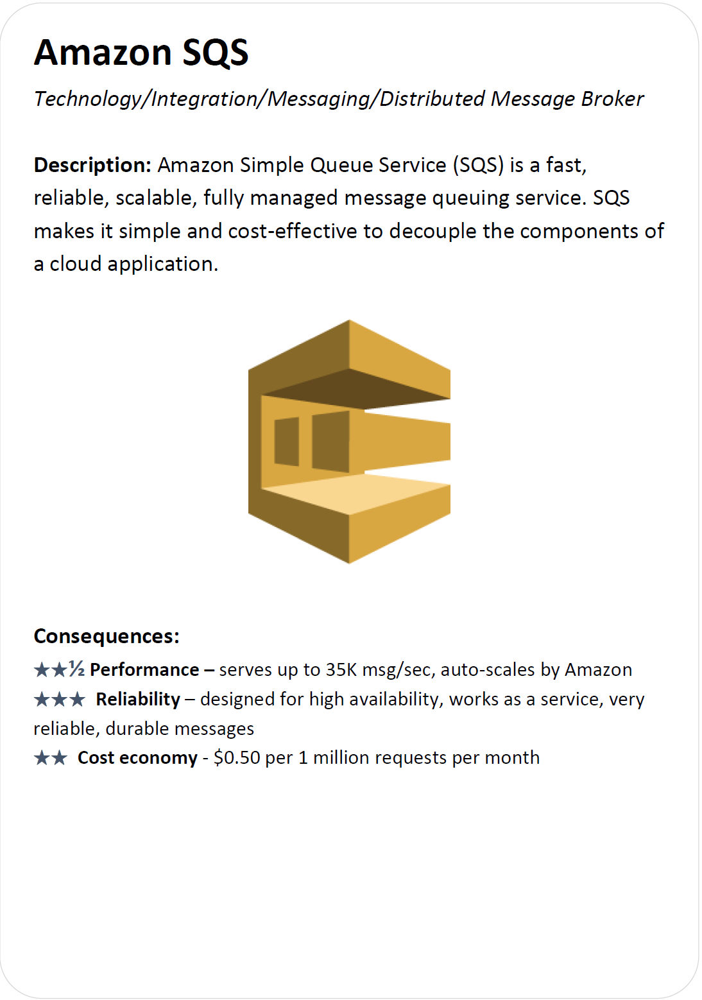 Amazon SQS
Technology/Integration/Messaging/Distributed Message Broker
Description: Amazon Simple Queue Service (SQS) is a fast,
reliable, scalable, fully managed message queuing service. SQS
makes it simple and cost-effective to decouple the components of
a cloud application.
Consequences:
★★½ Performance – serves up to 35K msg/sec, auto-scales by Amazon
★★★ Reliability – designed for high availability, works as a service, very
reliable, durable messages
★★ Cost economy - $0.50 per 1 million requests per month